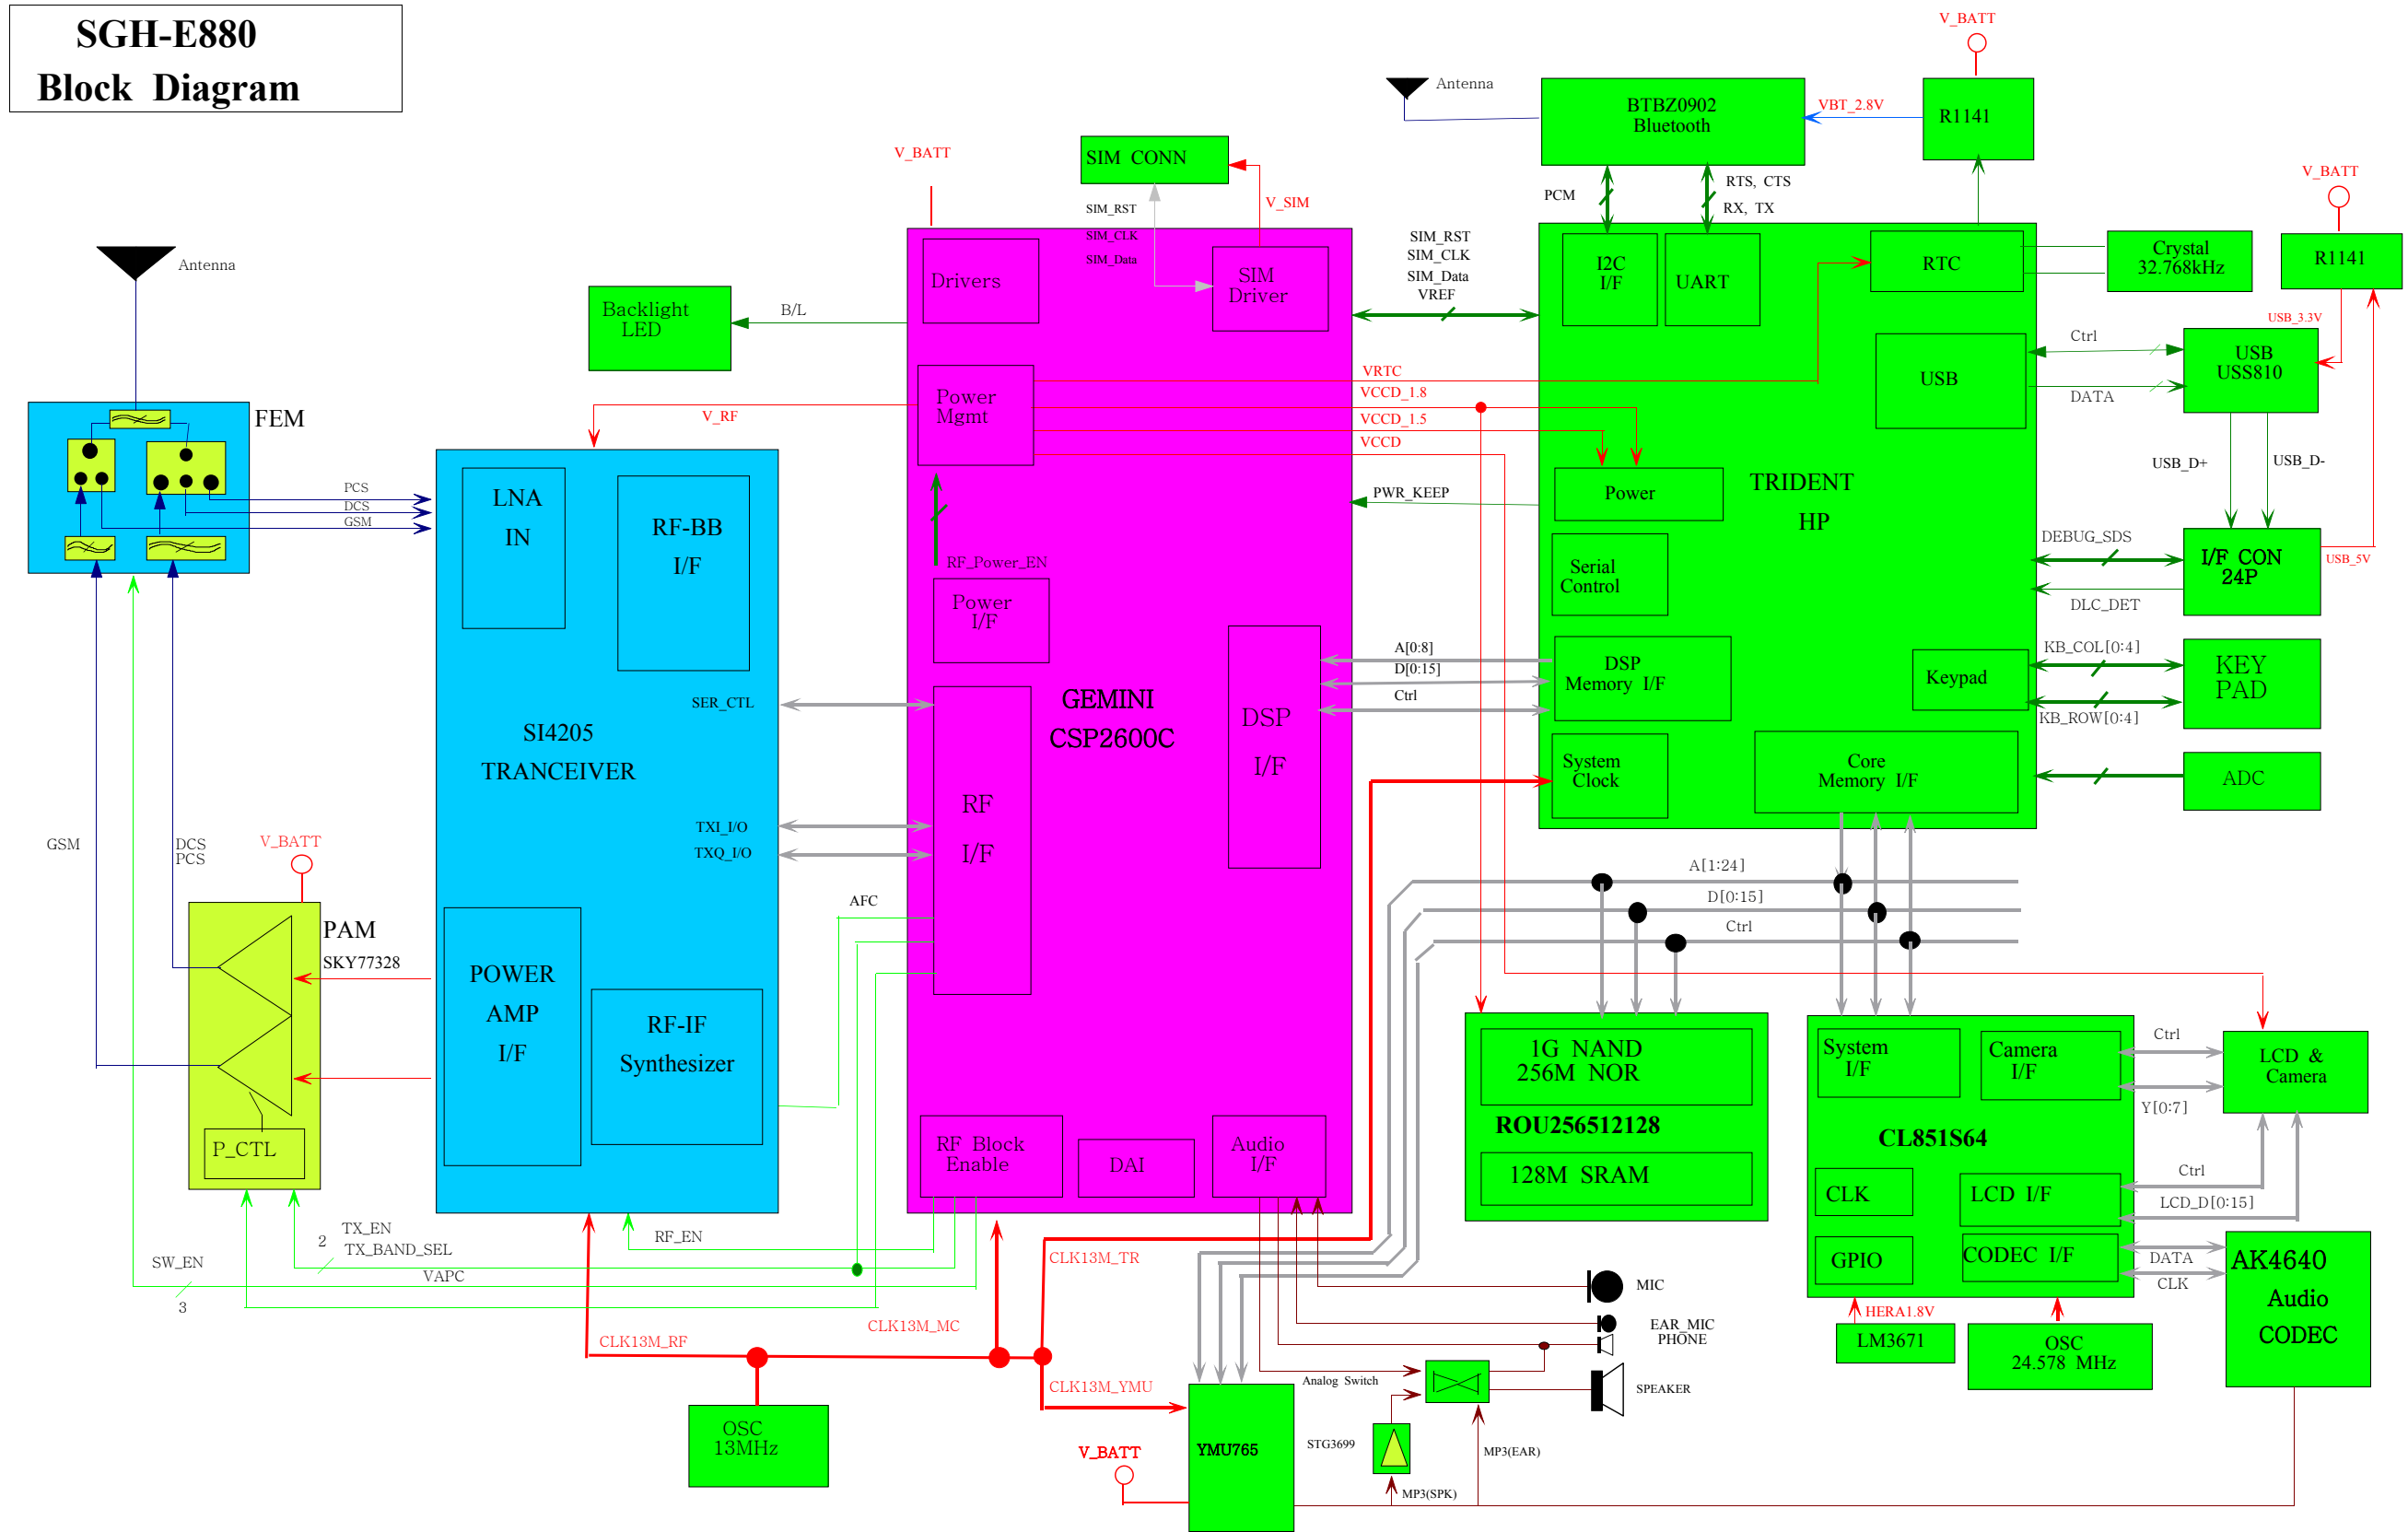 SGH-E880
Block Diagram
V_BATT
Antenna
BTBZ0902
Bluetooth
VBT_2.8V
R1141
SIM CONN
V_BATT
V_SIM
SIM_RST
SIM_CLK
SIM_Data
PCM
RTS, CTS
RX, TX
V_BATT
R1141
Antenna
Backlight
LED
B/L
Drivers
SIM
Driver
SIM_RST
SIM_CLK
SIM_Data
VREF
I2C
I/F
UART
RTC
Crystal
32.768kHz
USB_3.3V
USB
USS810
Ctrl
DATA
USB
FEM
PCS
DCS
GSM
V_RF
Power
Mgmt
VRTC
VCCD_1.8
VCCD_1.5
VCCD
PWR_KEEP
Power
TRIDENT
HP
USB_D+
USB_D-
LNA
IN
RF-BB
I/F
RF_Power_EN
Power
I/F
Serial
Control
DEBUG_SDS
DLC_DET
I/F CON
24P
USB_5V
A[0:8]
D[0:15]
Ctrl
DSP
Memory I/F
Keypad
KB_COL[0:4]
KB_ROW[0:4]
KEY
PAD
SI4205
TRANCEIVER
SER_CTL
GEMINI
CSP2600C
DSP
I/F
RF
I/F
System
Clock
Core
Memory I/F
ADC
TXI_I/O
TXQ_I/O
AFC
GSM
DCS
PCS
V_BATT
PAM
SKY77328
P_CTL
POWER
AMP
I/F
RF-IF
Synthesizer
A[1:24]
D[0:15]
Ctrl
1G NAND
256M NOR
ROU256512128
128M SRAM
System
I/F
Camera
I/F
CL851S64
CLK
LCD I/F
GPIO
CODEC I/F
Ctrl
Y[0:7]
LCD &
Camera
Ctrl
LCD_D[0:15]
DATA
CLK
AK4640
Audio
CODEC
RF Block
Enable
DAI
Audio
I/F
TX_EN
2
TX_BAND_SEL
RF_EN
SW_EN
VAPC
3
CLK13M_TR
CLK13M_MC
CLK13M_RF
CLK13M_YMU
OSC
13MHz
V_BATT
YMU765
MIC
EAR_MIC
PHONE
Analog Switch
SPEAKER
STG3699
MP3(EAR)
MP3(SPK)
HERA1.8V
LM3671
OSC
24.578 MHz